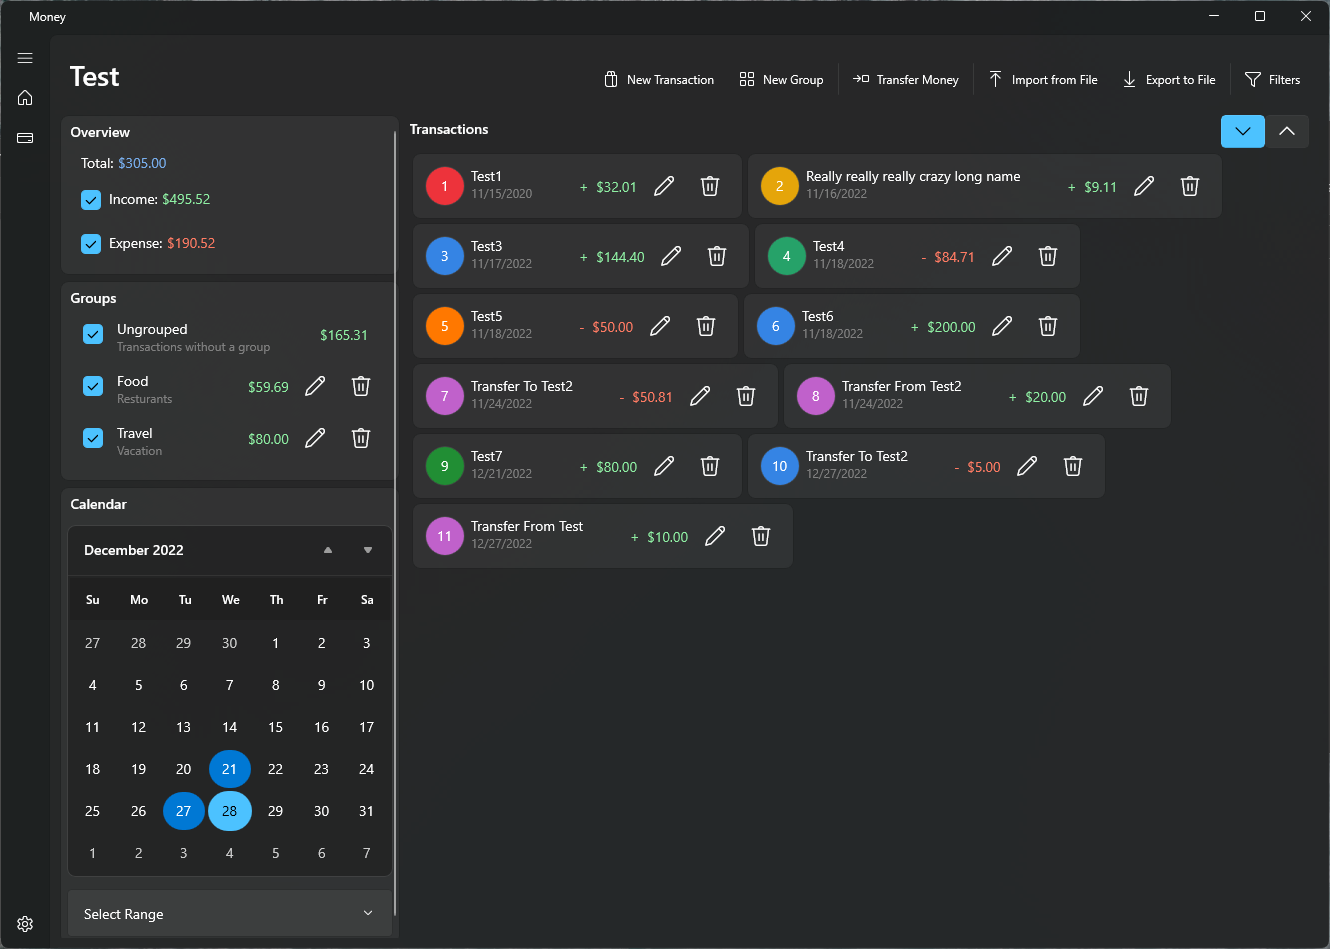 Money
Test
New Transaction
New Group
Transfer Money
Import from File
Export to File
Filters
Overview
Total: $305.00
Income: $495.52
Expense: $190.52
Groups
Ungrouped
Transactions without a group
$165.31
Food
Resturants
$59.69
Travel
Vacation
$80.00
Calendar
December 2022
Su Mo Tu We Th Fr Sa
27 28 29 30 1 2 3
4 5 6 7 8 9 10
11 12 13 14 15 16 17
18 19 20 21 22 23 24
25 26 27 28 29 30 31
1 2 3 4 5 6 7
Select Range
Transactions
1
Test1
11/15/2020
+ $32.01
2
Really really really crazy long name
11/16/2022
+ $9.11
3
Test3
11/17/2022
+ $144.40
4
Test4
11/18/2022
- $84.71
5
Test5
11/18/2022
- $50.00
6
Test6
11/18/2022
+ $200.00
7
Transfer To Test2
11/24/2022
- $50.81
8
Transfer From Test2
11/24/2022
+ $20.00
9
Test7
12/21/2022
+ $80.00
10
Transfer To Test2
12/27/2022
- $5.00
11
Transfer From Test
12/27/2022
+ $10.00